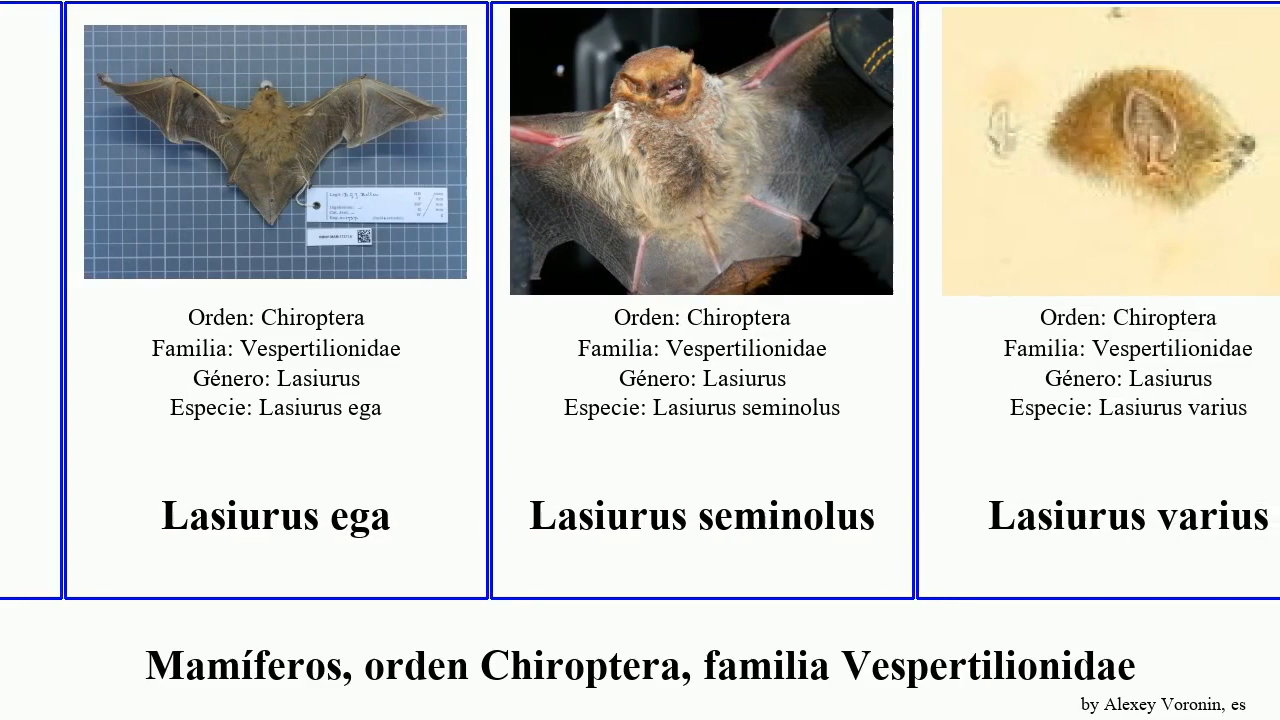 Orden: Chiroptera
Familia: Vespertilionidae
Género: Lasiurus
Especie: Lasiurus ega
Lasiurus ega
Orden: Chiroptera
Familia: Vespertilionidae
Género: Lasiurus
Especie: Lasiurus seminolus
Lasiurus seminolus
Orden: Chiroptera
Familia: Vespertilionidae
Género: Lasiurus
Especie: Lasiurus varius
Lasiurus varius
Mamíferos, orden Chiroptera, familia Vespertilionidae
by Alexey Voronin, es